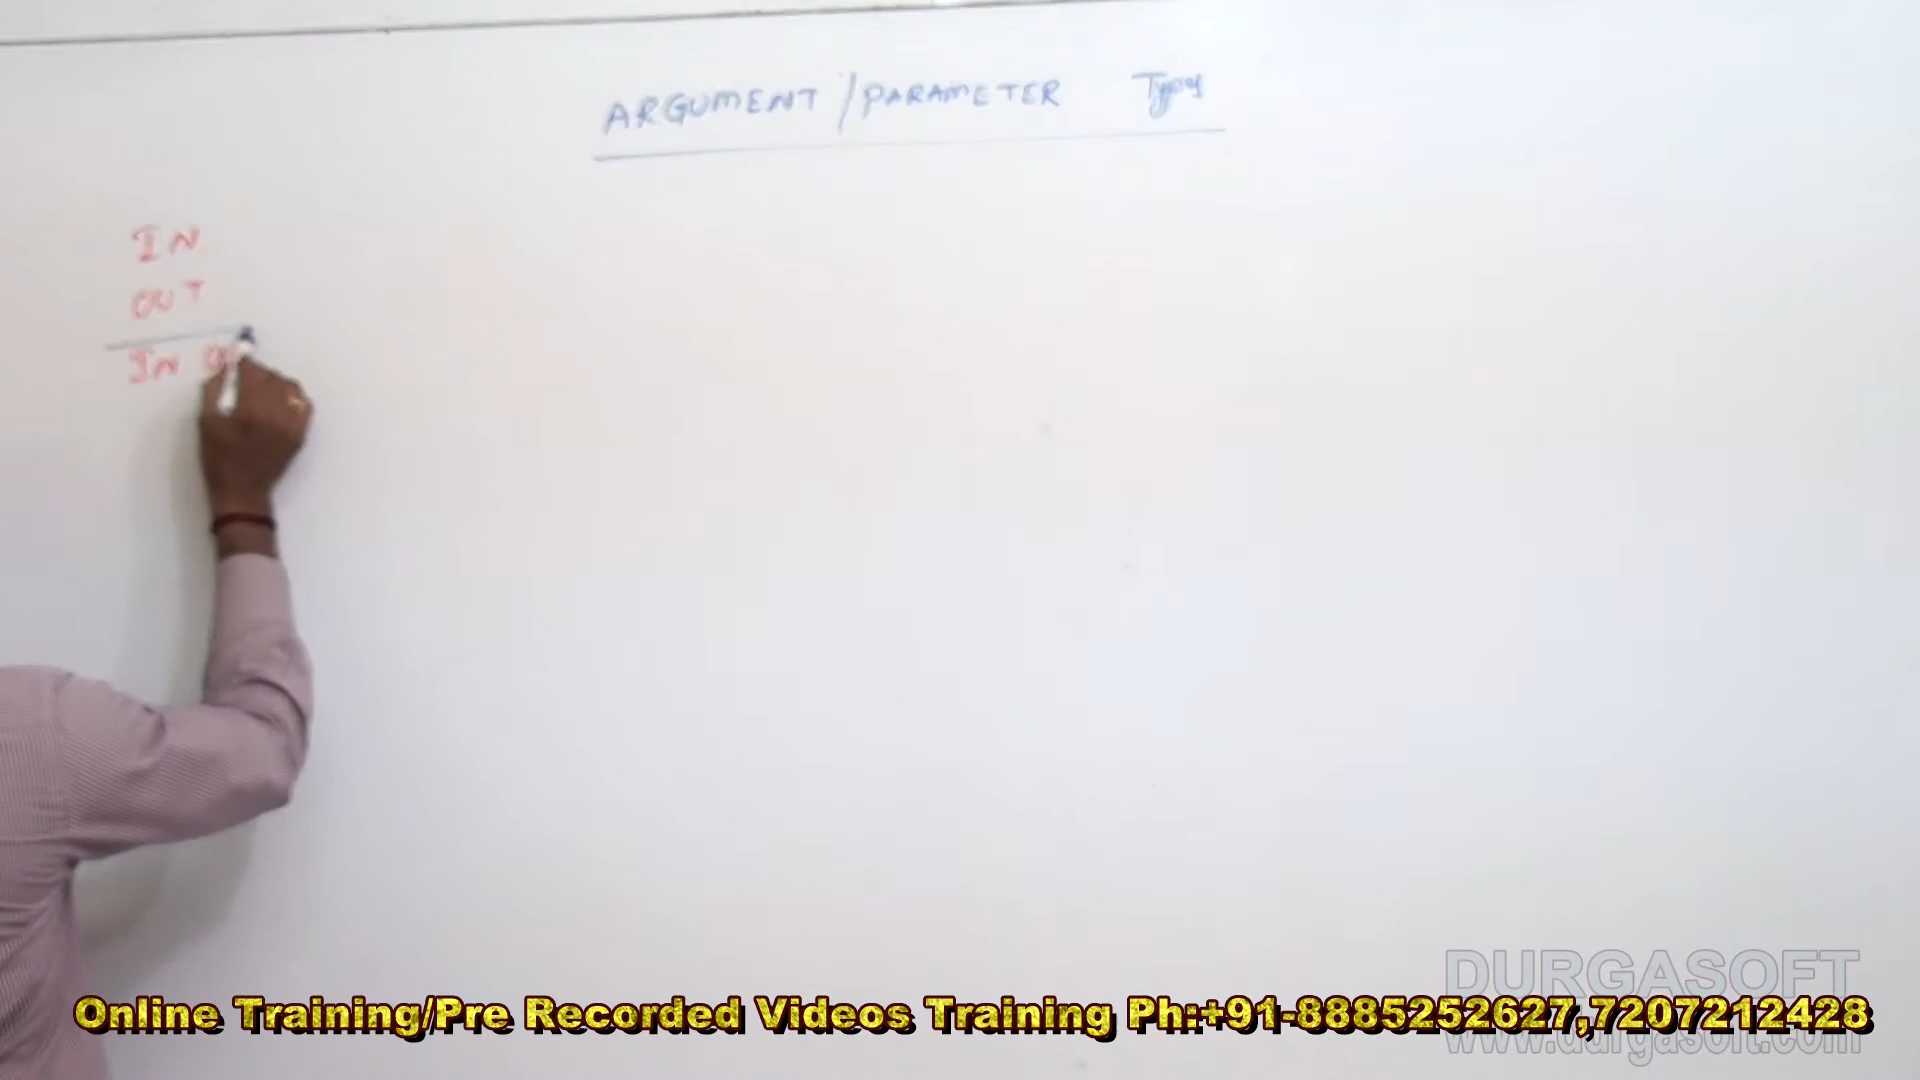 ARGUMENT / PARAMETER Types
IN
OUT
IN
DURGASOFT
Online Training/Pre Recorded Videos Training Ph:+91-8885252627,7207212428
www.durgasoft.com